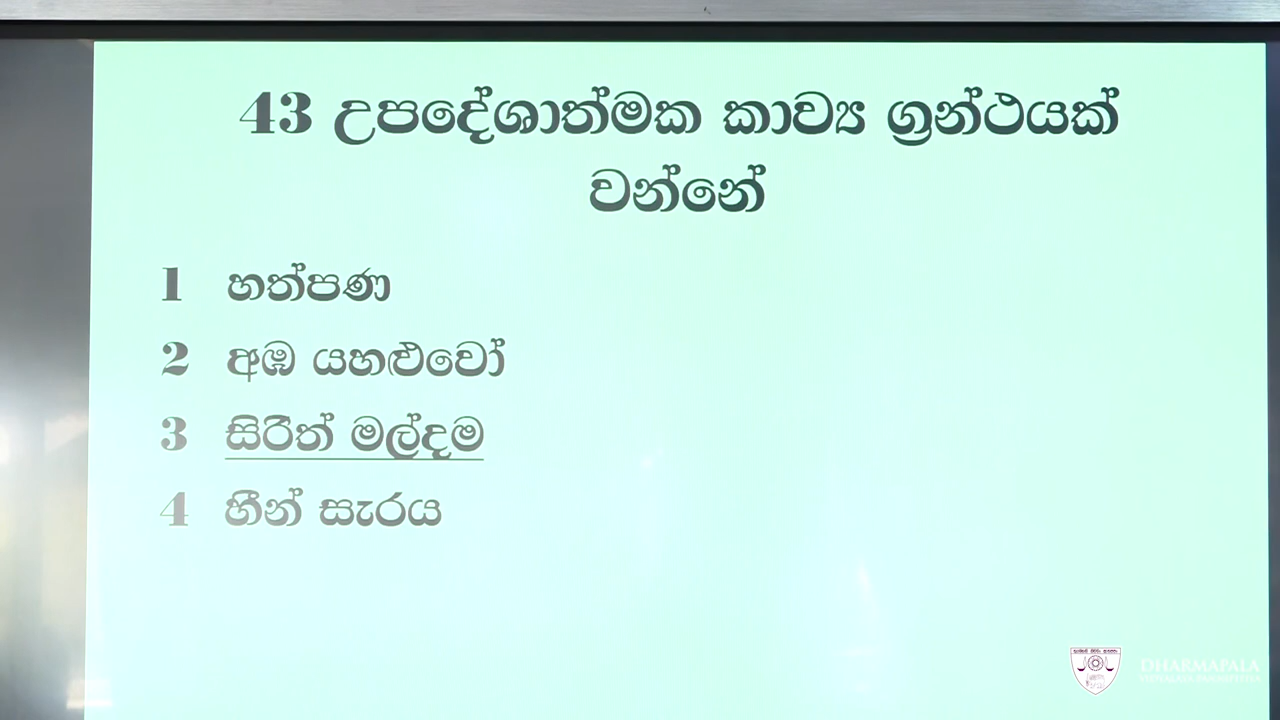 43 උපදේශාත්මක කාව්‍ය ග්‍රන්ථයක්
වන්නේ
1 හත්පණ
2 අඹ යහළුවෝ
3 සිරිත් මල්දම
4 හීන් සැරය
DHARMAPALA